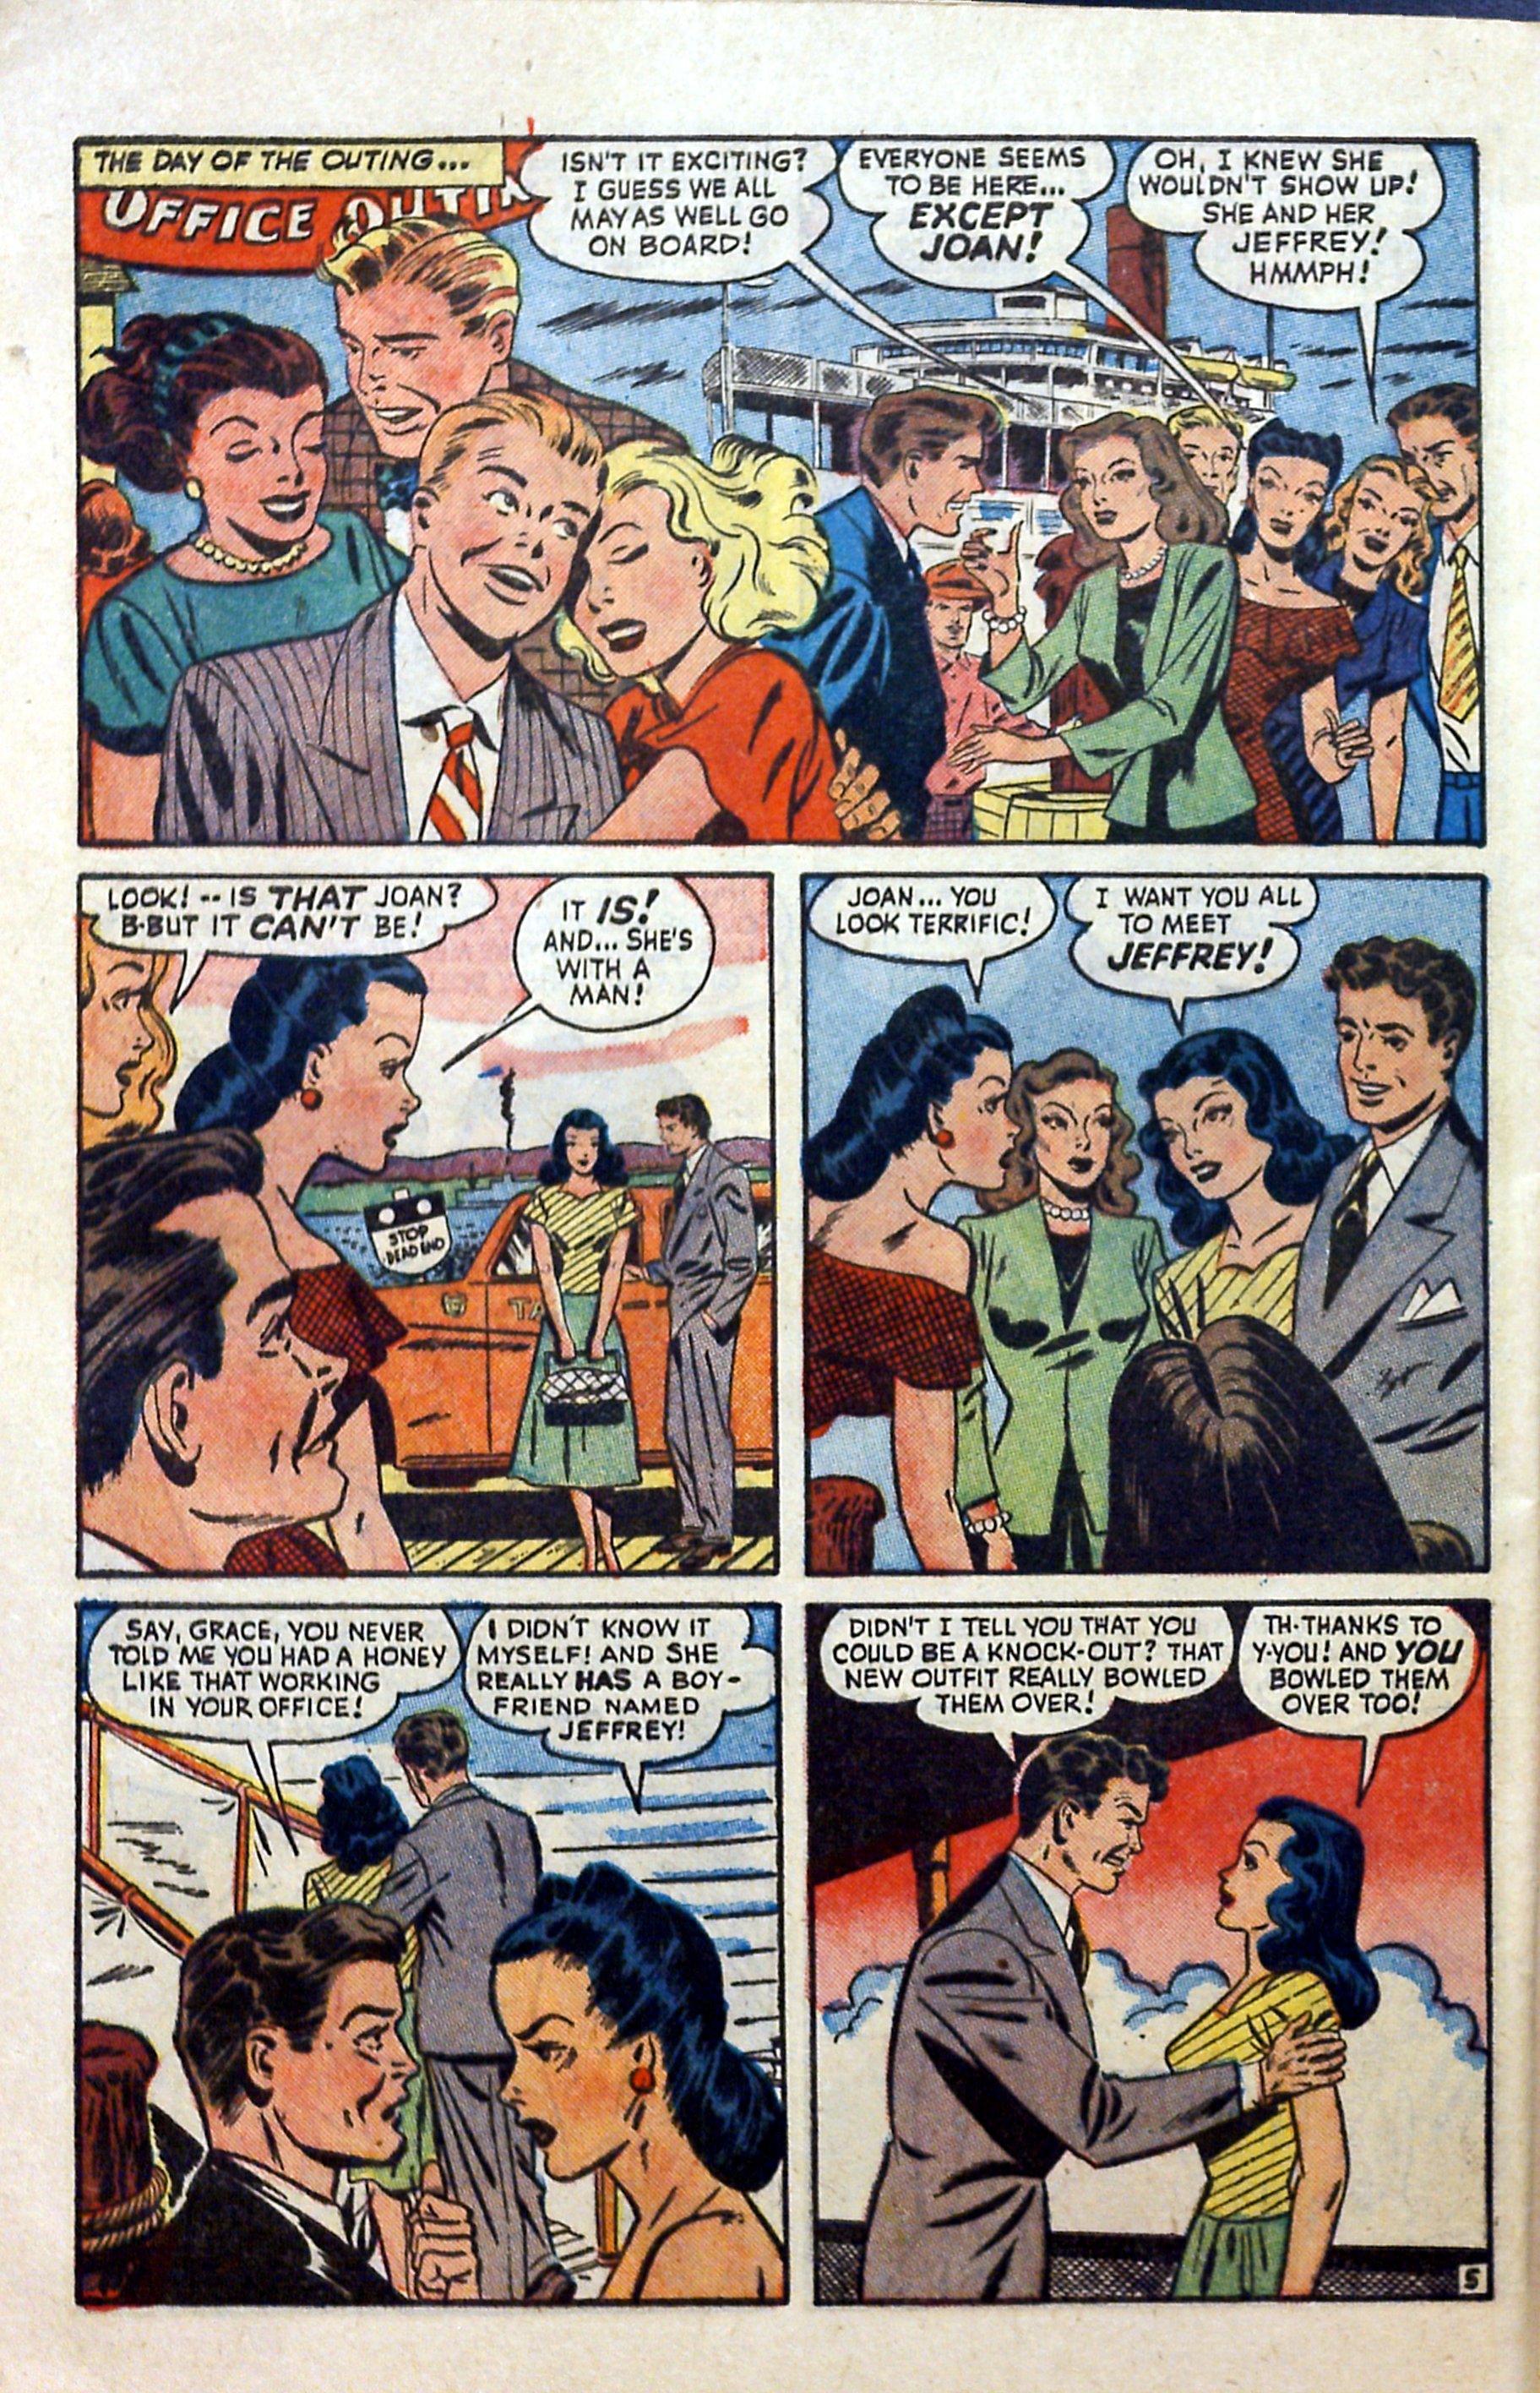 THE DAY OF THE OUTING...
OFFICE OUTIN
ISN'T IT EXCITING?
I GUESS WE ALL
MAY AS WELL GO
ON BOARD!
EVERYONE SEEMS
TO BE HERE...
EXCEPT
JOAN!
OH, I KNEW SHE
WOULDN'T SHOW UP!
SHE AND HER
JEFFREY!
HMMPH!
LOOK! -- IS THAT JOAN?
B-BUT IT CAN'T BE!
IT IS!
AND... SHE'S
WITH A
MAN!
STOP
DEAD END
TA
JOAN... YOU
LOOK TERRIFIC!
I WANT YOU ALL
TO MEET
JEFFREY!
SAY, GRACE, YOU NEVER
TOLD ME YOU HAD A HONEY
LIKE THAT WORKING
IN YOUR OFFICE!
I DIDN'T KNOW IT
MYSELF! AND SHE
REALLY HAS A BOY-
FRIEND NAMED
JEFFREY!
DIDN'T I TELL YOU THAT YOU
COULD BE A KNOCK-OUT? THAT
NEW OUTFIT REALLY BOWLED
THEM OVER!
TH-THANKS TO
Y-YOU! AND YOU
BOWLED THEM
OVER TOO!
5